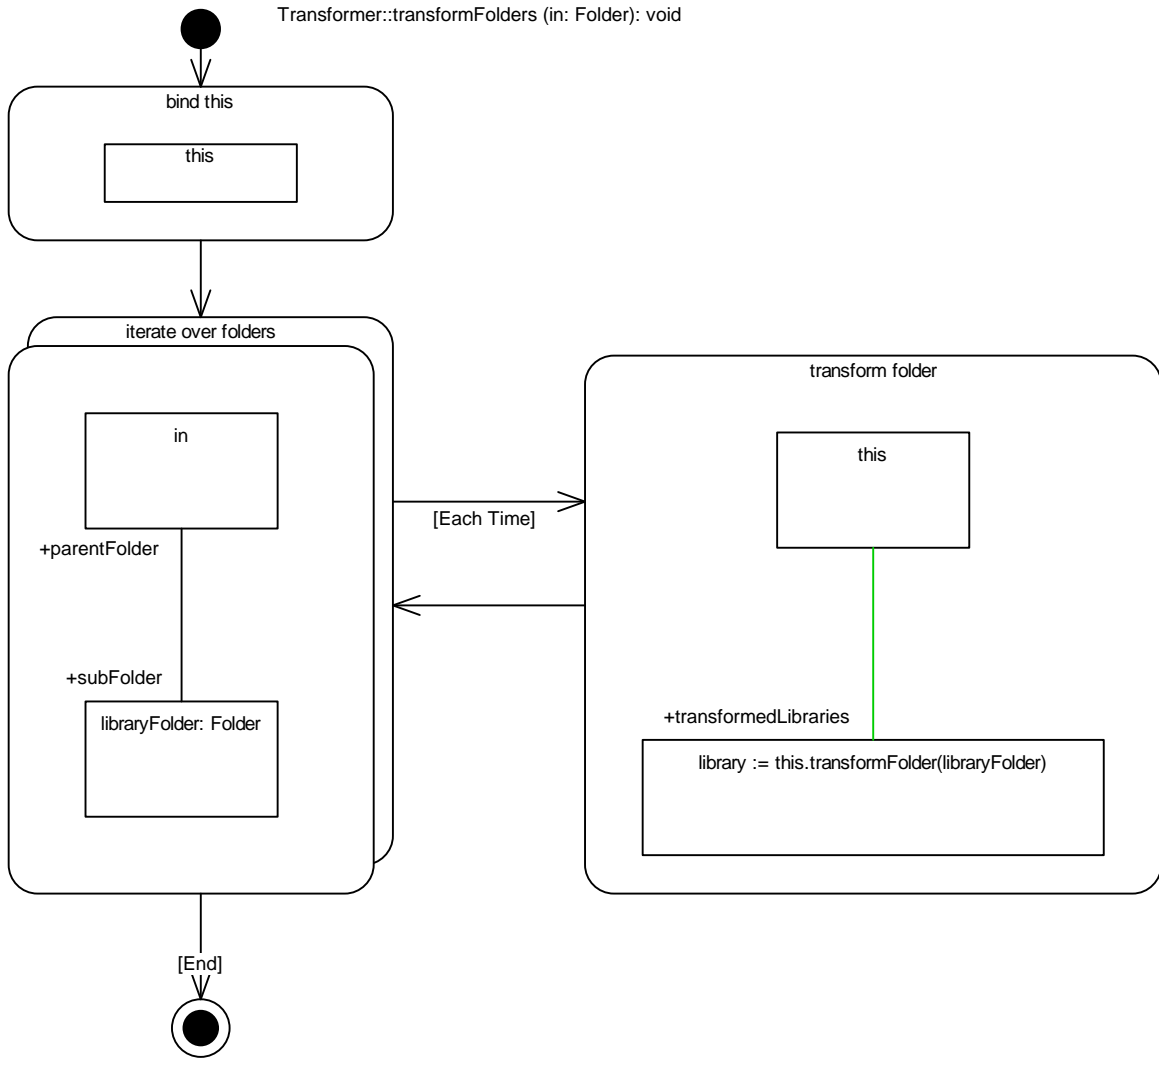 Transformer::transformFolders (in: Folder): void
bind this
this
iterate over folders
in
+parentFolder
+subFolder
libraryFolder: Folder
[Each Time]
transform folder
this
+transformedLibraries
library := this.transformFolder(libraryFolder)
[End]